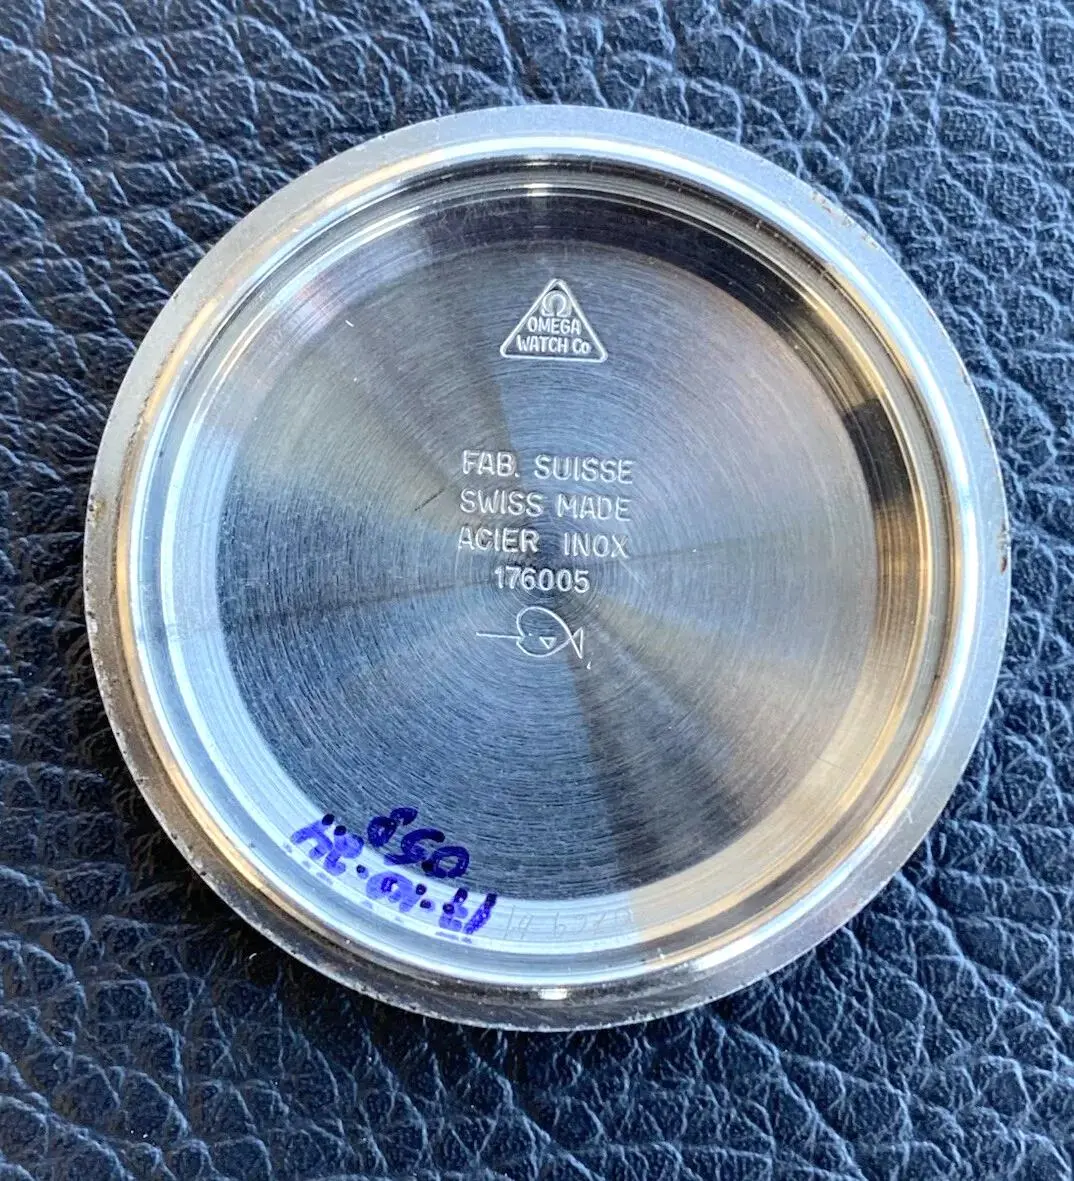 Ω
OMEGA
WATCH Co
FAB. SUISSE
SWISS MADE
ACIER INOX
176005